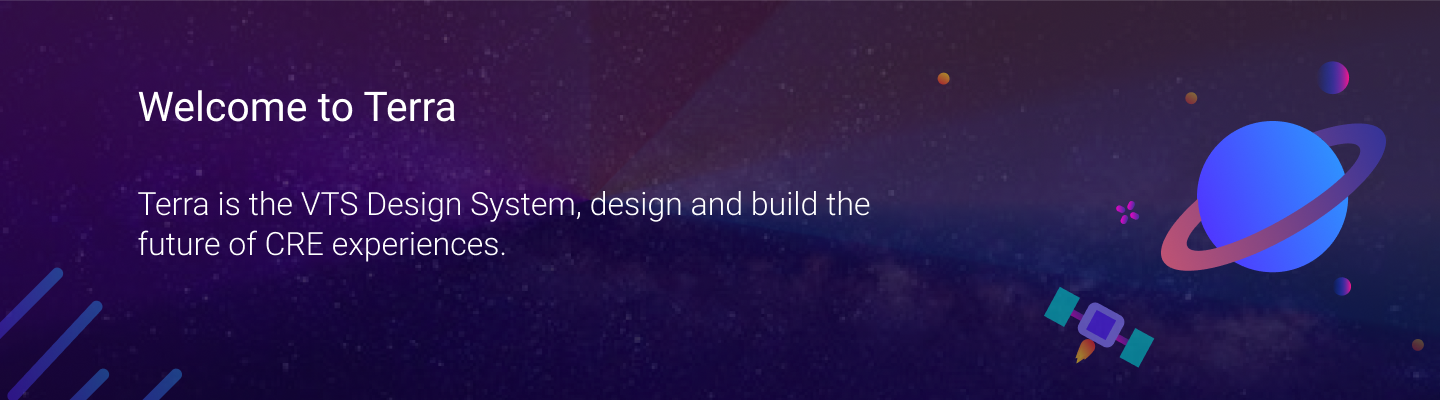 Welcome to Terra
Terra is the VTS Design System, design and build the
future of CRE experiences.